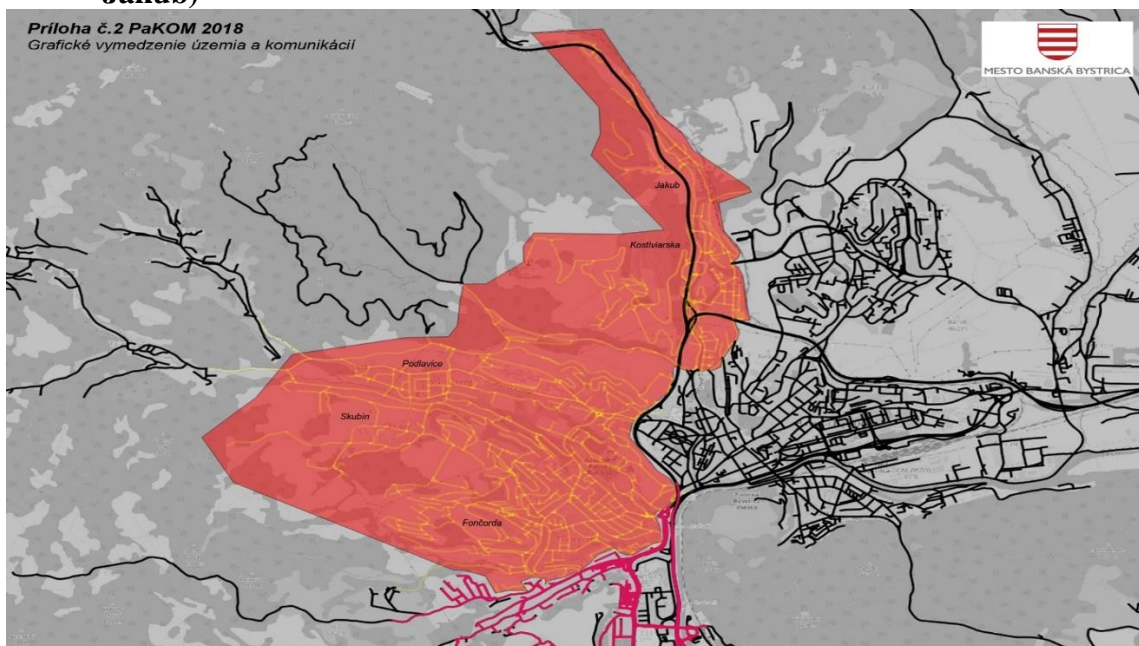 Jakub)
Príloha č.2 PaKOM 2018
Grafické vymedzenie územia a komunikácií
MESTO BANSKÁ BYSTRICA
Jakub
Kostiviarska
Podlavice
Skubín
Fončorda